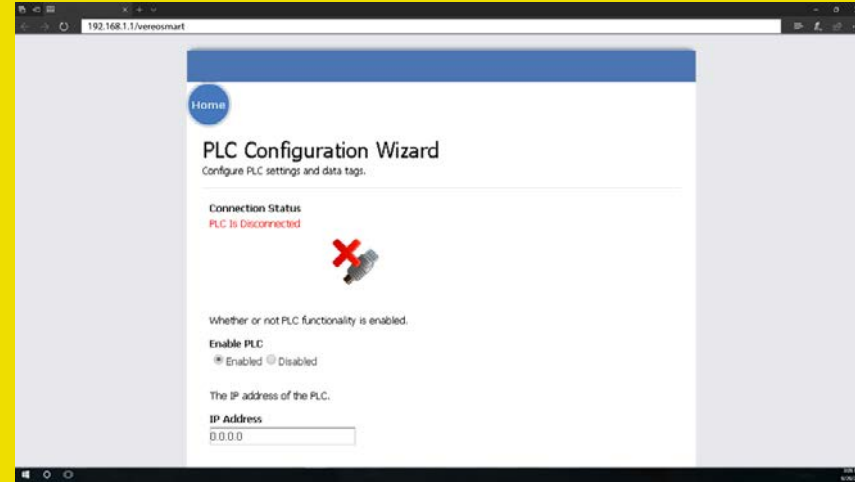 192.168.1.1/vereosmart
Home
PLC Configuration Wizard
Configure PLC settings and data tags.
Connection Status
PLC Is Disconnected
Whether or not PLC functionality is enabled.
Enable PLC
Enabled Disabled
The IP address of the PLC.
IP Address
0.0.0.0